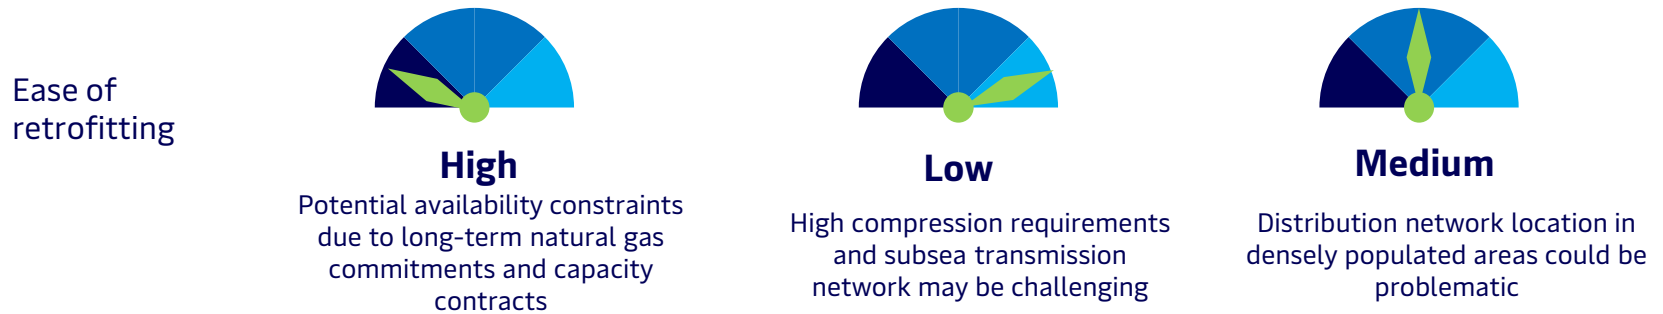 Ease of
retrofitting
High
Potential availability constraints
due to long-term natural gas
commitments and capacity
contracts
Low
High compression requirements
and subsea transmission
network may be challenging
Medium
Distribution network location in
densely populated areas could be
problematic